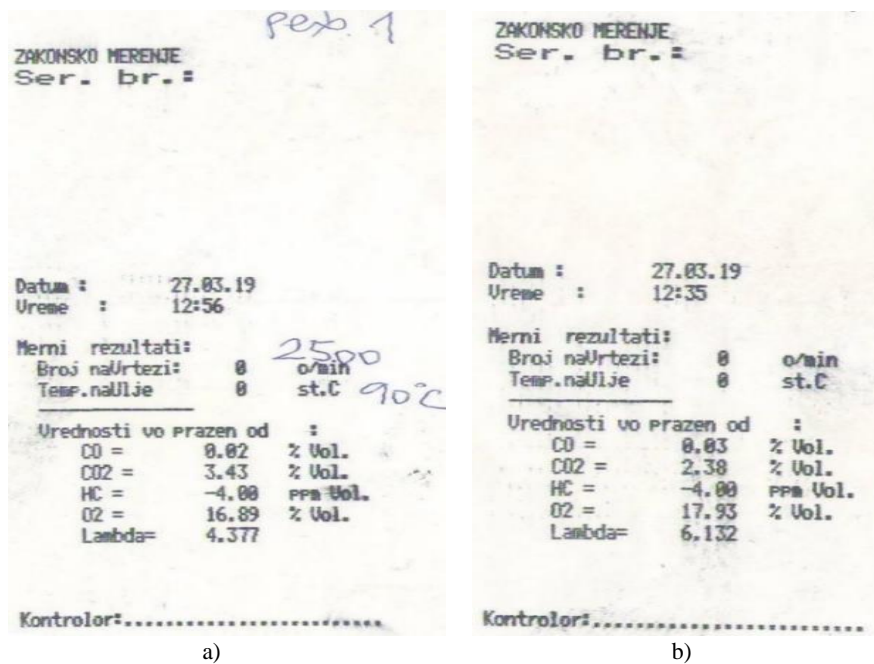 реж. 1
ZAKONSKO MERENJE
Ser. br.:
Datum : 27.03.19
Vreme : 12:56
Merni rezultati:
2500
Broj naVrtezi: 0 o/min
Temp.naUlje 0 st.C 90°C
Vrednosti vo prazen od :
CO = 0.02 % Vol.
CO2 = 3.43 % Vol.
HC = -4.00 ppm Vol.
O2 = 16.89 % Vol.
Lambda= 4.377
Kontrolor:........................
a)
ZAKONSKO MERENJE
Ser. br.:
Datum : 27.03.19
Vreme : 12:35
Merni rezultati:
Broj naVrtezi: 0 o/min
Temp.naUlje 0 st.C
Vrednosti vo prazen od :
CO = 0.03 % Vol.
CO2 = 2.38 % Vol.
HC = -4.00 ppm Vol.
O2 = 17.93 % Vol.
Lambda= 6.132
Kontrolor:........................
b)